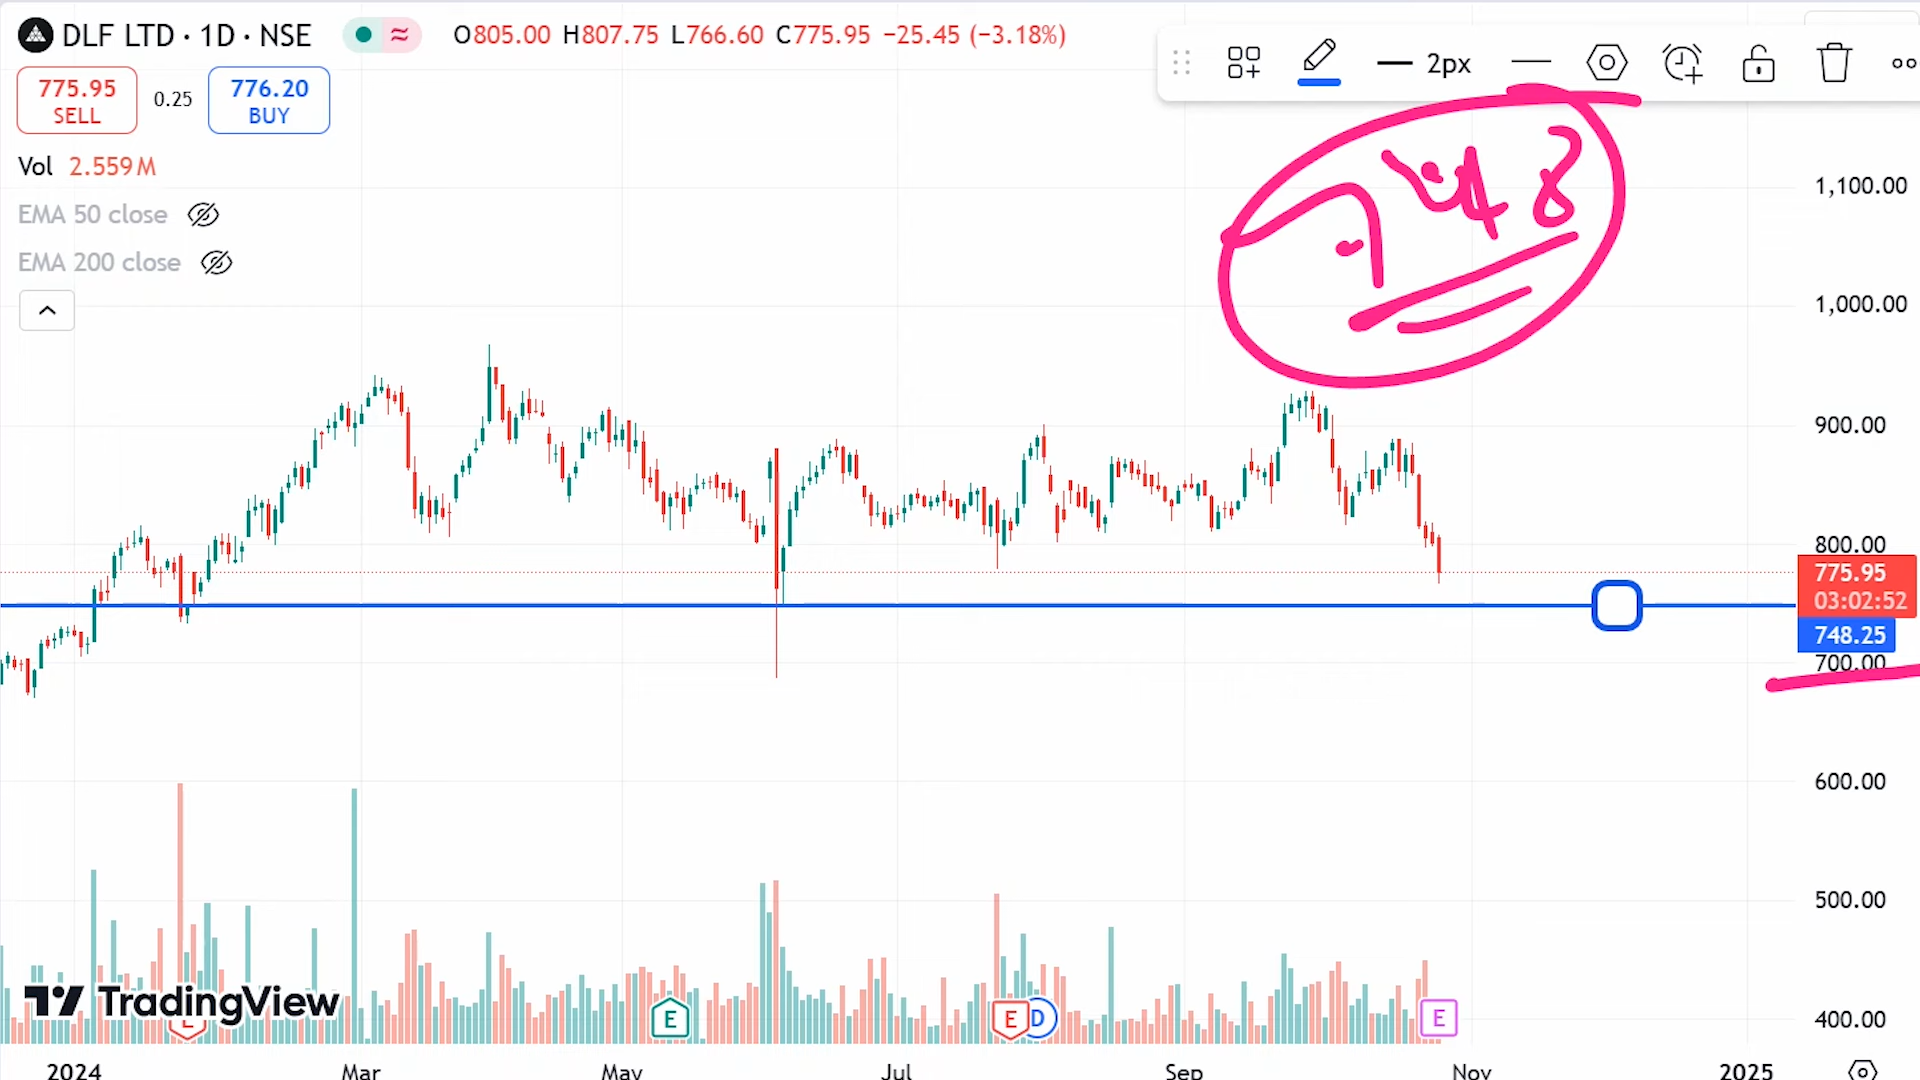 DLF LTD · 1D · NSE
≈
O805.00 H807.75 L766.60 C775.95 −25.45 (−3.18%)
2px
775.95
SELL
0.25
776.20
BUY
Vol 2.559 M
EMA 50 close
EMA 200 close
748
1,100.00
1,000.00
900.00
800.00
775.95
03:02:52
748.25
700.00
600.00
500.00
400.00
TradingView
E
E
E
D
E
2024
Mar
May
Jul
Sep
Nov
2025